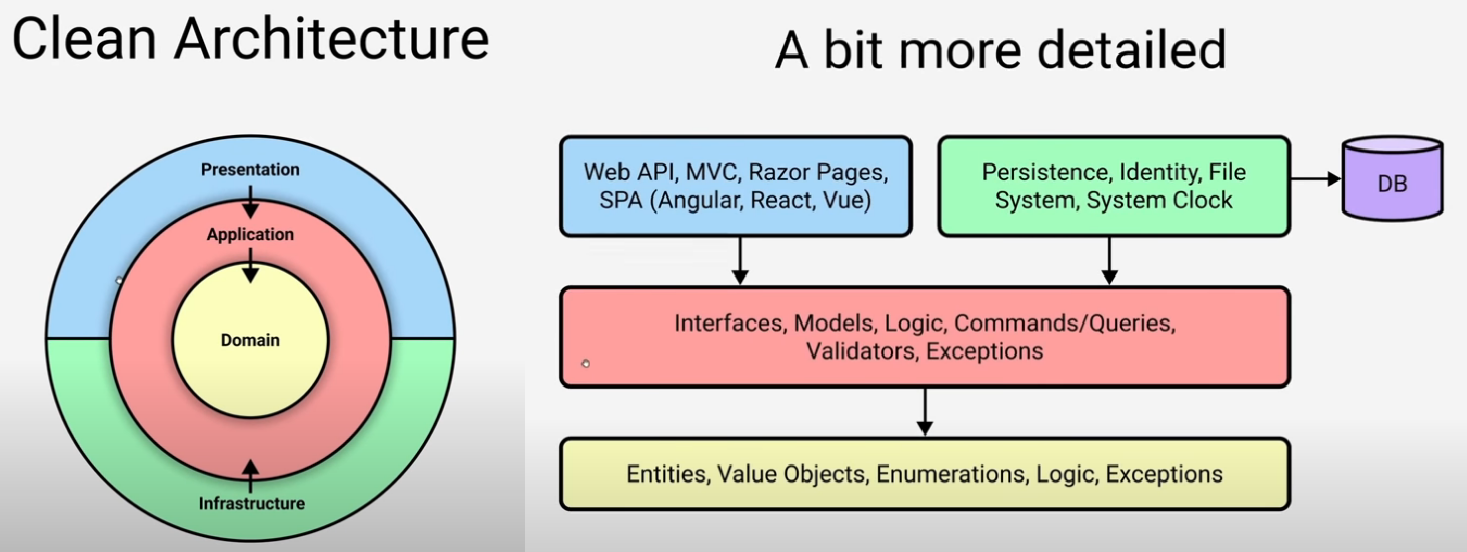 Clean Architecture
Presentation
Application
Domain
Infrastructure
A bit more detailed
Web API, MVC, Razor Pages,
SPA (Angular, React, Vue)
Persistence, Identity, File
System, System Clock
DB
Interfaces, Models, Logic, Commands/Queries,
Validators, Exceptions
Entities, Value Objects, Enumerations, Logic, Exceptions